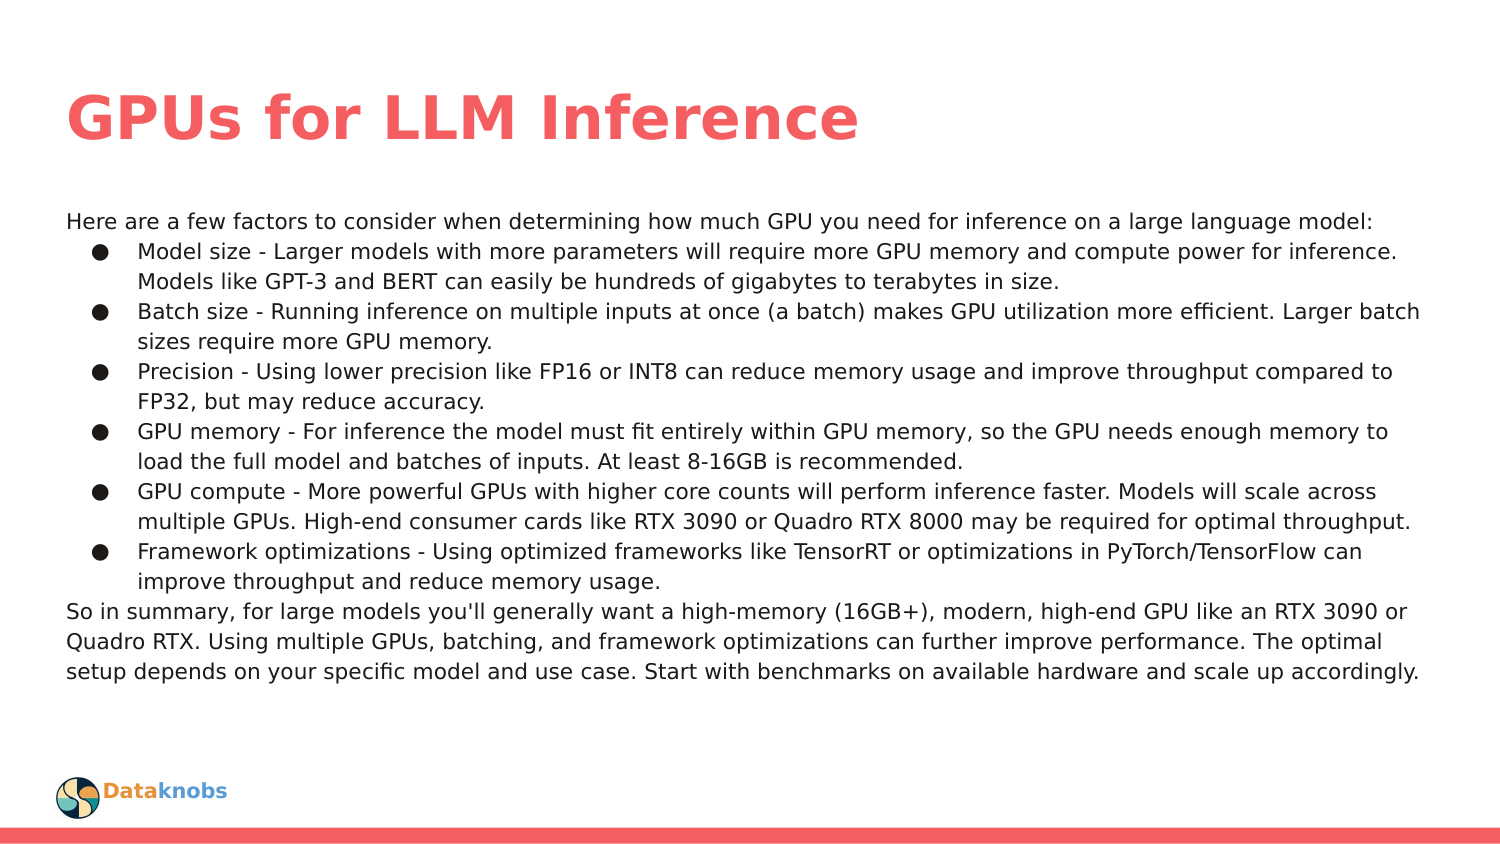 GPUs for LLM Inference
Here are a few factors to consider when determining how much GPU you need for inference on a large language model:
● Model size - Larger models with more parameters will require more GPU memory and compute power for inference.
Models like GPT-3 and BERT can easily be hundreds of gigabytes to terabytes in size.
● Batch size - Running inference on multiple inputs at once (a batch) makes GPU utilization more efficient. Larger batch
sizes require more GPU memory.
● Precision - Using lower precision like FP16 or INT8 can reduce memory usage and improve throughput compared to
FP32, but may reduce accuracy.
● GPU memory - For inference the model must fit entirely within GPU memory, so the GPU needs enough memory to
load the full model and batches of inputs. At least 8-16GB is recommended.
● GPU compute - More powerful GPUs with higher core counts will perform inference faster. Models will scale across
multiple GPUs. High-end consumer cards like RTX 3090 or Quadro RTX 8000 may be required for optimal throughput.
● Framework optimizations - Using optimized frameworks like TensorRT or optimizations in PyTorch/TensorFlow can
improve throughput and reduce memory usage.
So in summary, for large models you'll generally want a high-memory (16GB+), modern, high-end GPU like an RTX 3090 or
Quadro RTX. Using multiple GPUs, batching, and framework optimizations can further improve performance. The optimal
setup depends on your specific model and use case. Start with benchmarks on available hardware and scale up accordingly.
Dataknobs